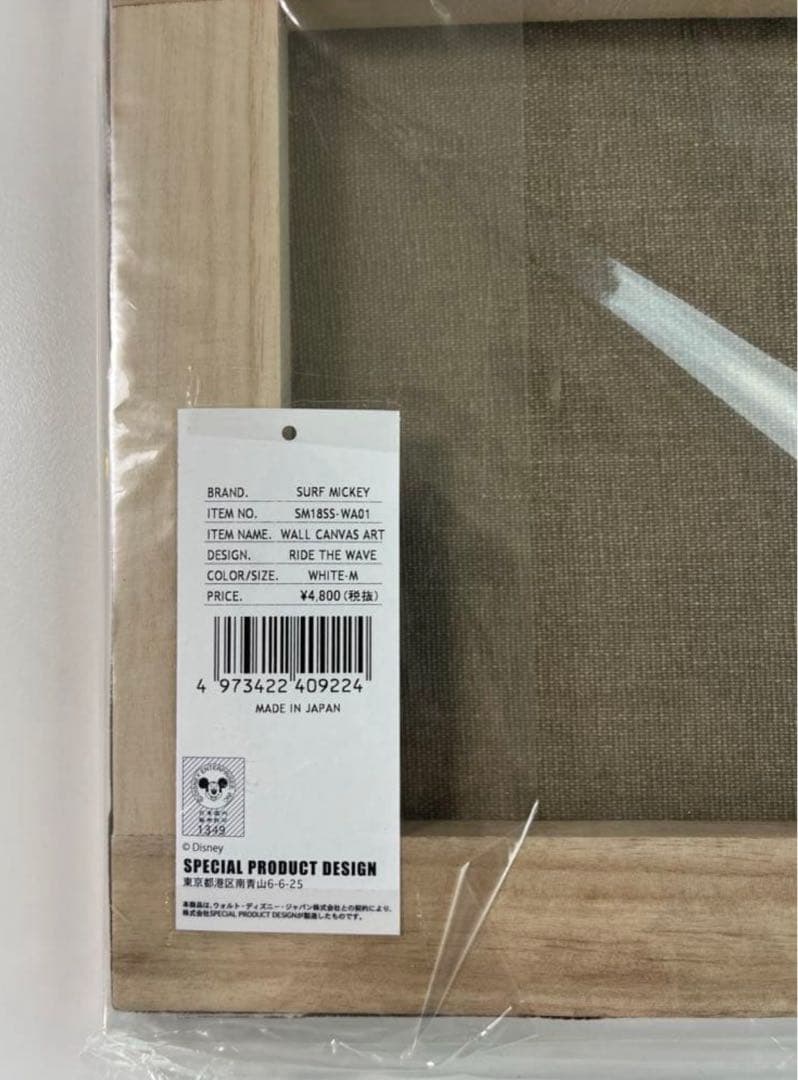 BRAND. SURF MICKEY
ITEM NO. SM18SS-WA01
ITEM NAME. WALL CANVAS ART
DESIGN. RIDE THE WAVE
COLOR/SIZE. WHITE-M
PRICE. ¥4,800(税抜)
4 973422 409224
MADE IN JAPAN
日本国内
1349
© Disney
SPECIAL PRODUCT DESIGN
東京都港区南青山6-6-25
本製品は、ウォルト・ディズニー・ジャパン株式会社との契約により、
株式会社SPECIAL PRODUCT DESIGNが製造したものです。